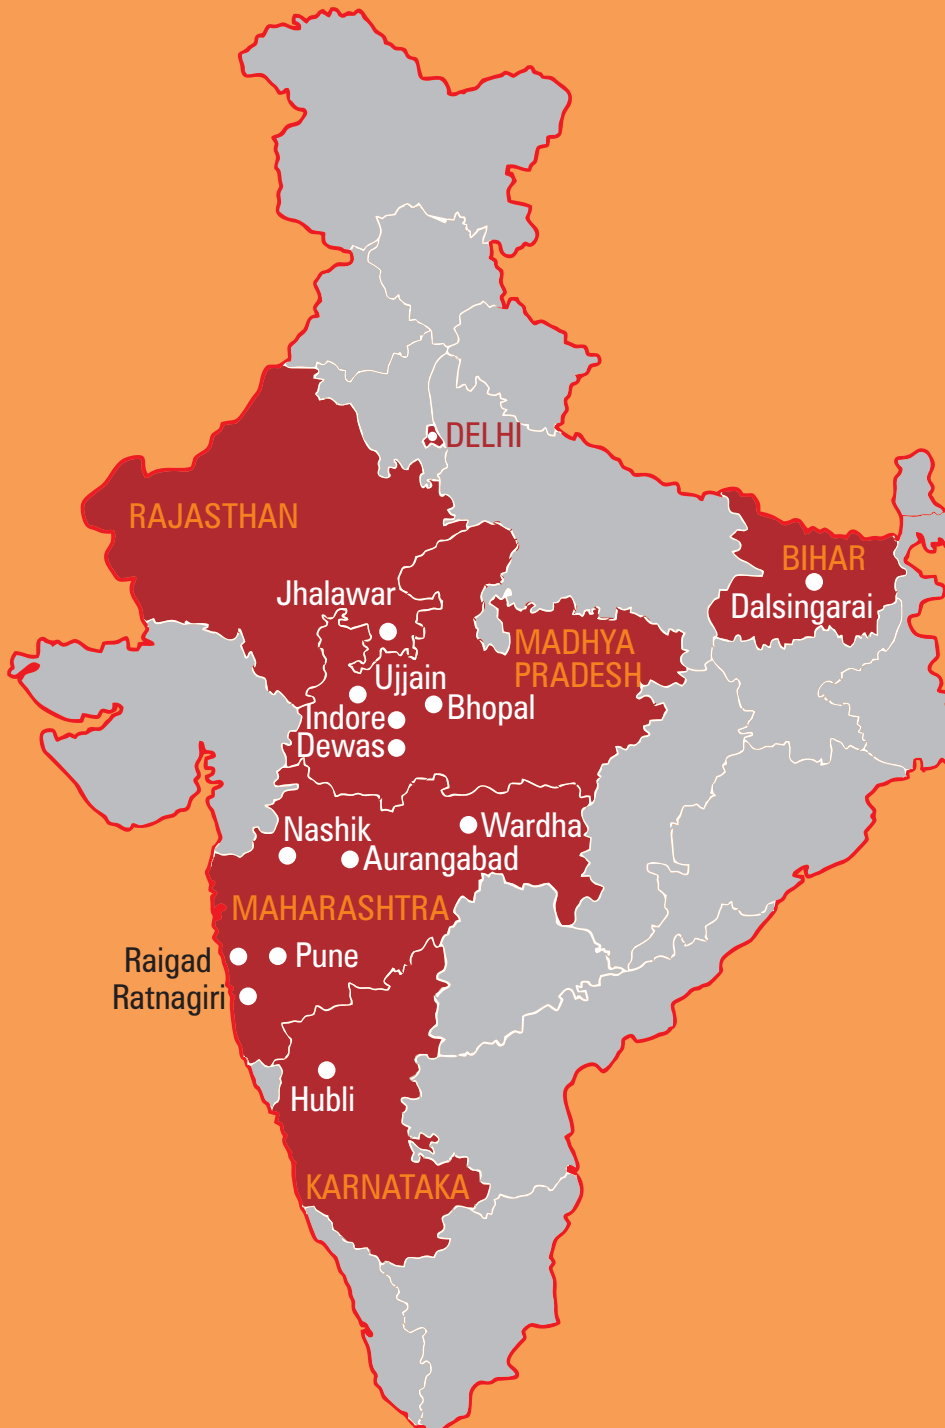 DELHI
RAJASTHAN
BIHAR
Dalsingarai
Jhalawar
MADHYA
PRADESH
Ujjain
Bhopal
Indore
Dewas
Nashik
Wardha
Aurangabad
MAHARASHTRA
Raigad
Pune
Ratnagiri
Hubli
KARNATAKA